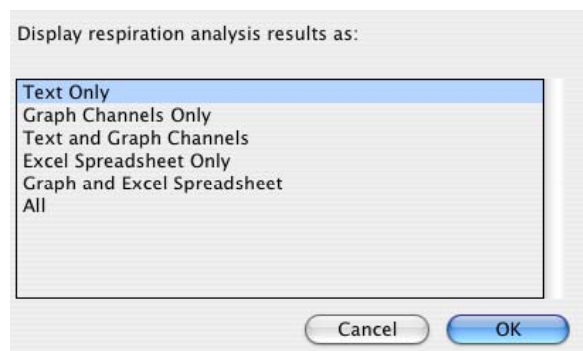 Display respiration analysis results as:
Text Only
Graph Channels Only
Text and Graph Channels
Excel Spreadsheet Only
Graph and Excel Spreadsheet
All
Cancel OK